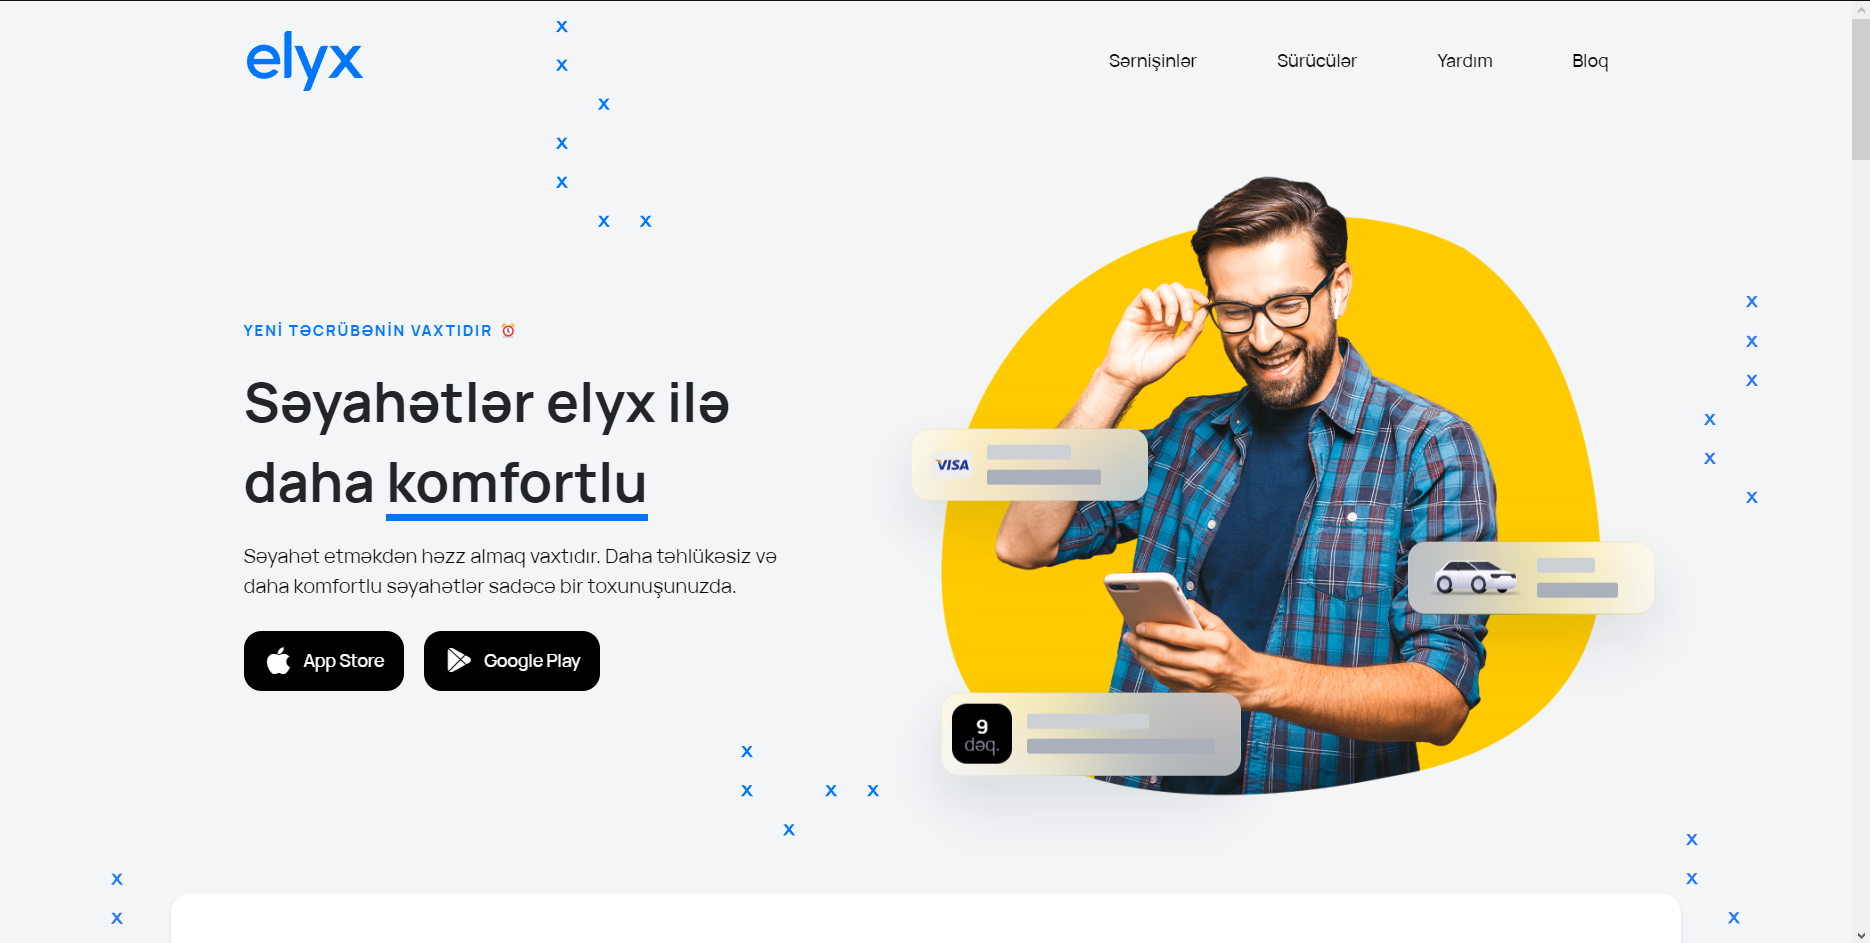 elyx
Sərnişinlər
Sürücülər
Yardım
Bloq
YENİ TƏCRÜBƏNİN VAXTIDIR ⏰
Səyahətlər elyx ilə
daha komfortlu
Səyahət etməkdən həzz almaq vaxtıdır. Daha təhlükəsiz və
daha komfortlu səyahətlər sadəcə bir toxunuşunuzda.
App Store
Google Play
VISA
9
dəq.